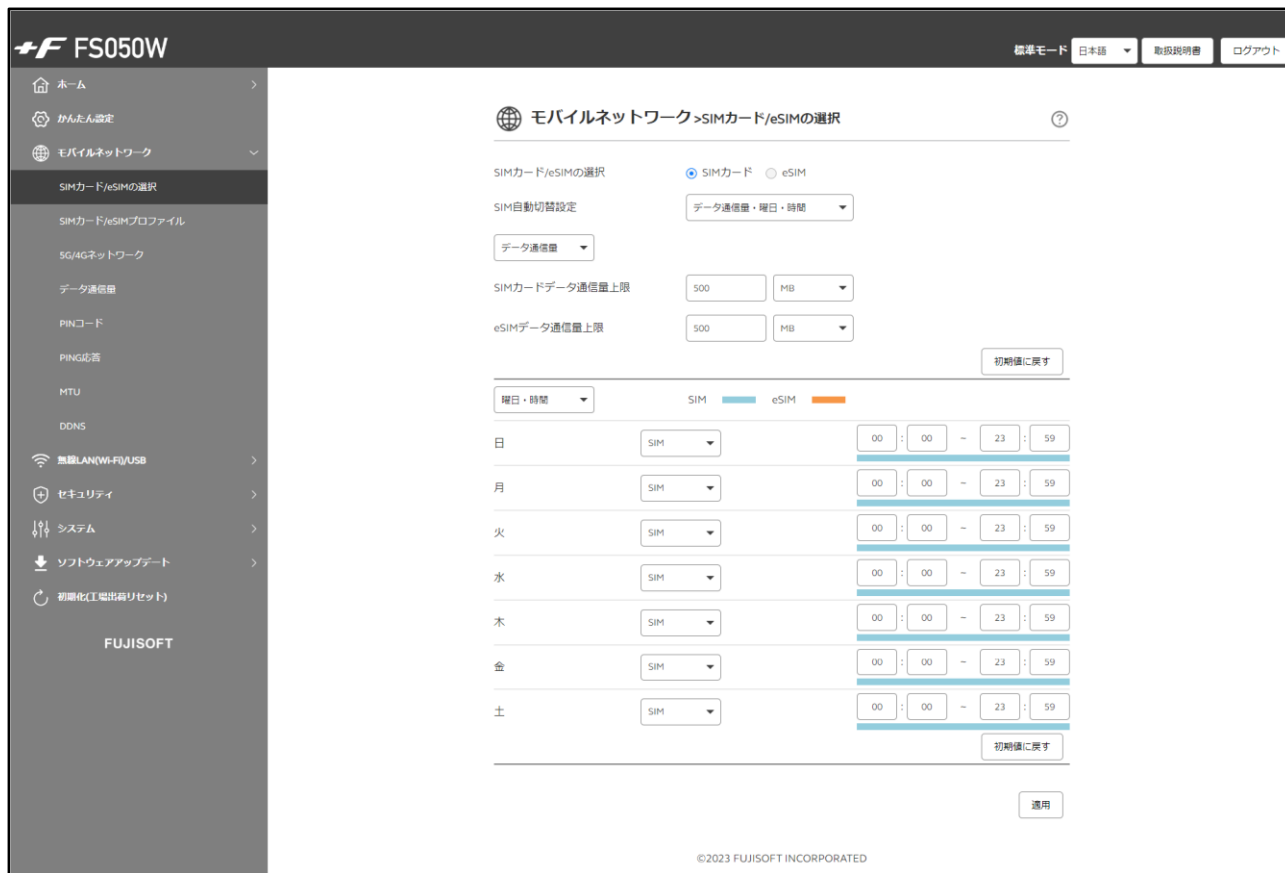 +F FS050W
標準モード 日本語 取扱説明書 ログアウト
ホーム
かんたん設定
モバイルネットワーク
SIMカード/eSIMの選択
SIMカード/eSIMプロファイル
5G/4Gネットワーク
データ通信量
PINコード
PING応答
MTU
DDNS
無線LAN(Wi-Fi)/USB
セキュリティ
システム
ソフトウェアアップデート
初期化(工場出荷リセット)
FUJISOFT
モバイルネットワーク>SIMカード/eSIMの選択 ?
SIMカード/eSIMの選択 SIMカード eSIM
SIM自動切替設定 データ通信量・曜日・時間
データ通信量
SIMカードデータ通信量上限 500 MB
eSIMデータ通信量上限 500 MB
初期値に戻す
曜日・時間 SIM eSIM
日 SIM 00 : 00 ~ 23 : 59
月 SIM 00 : 00 ~ 23 : 59
火 SIM 00 : 00 ~ 23 : 59
水 SIM 00 : 00 ~ 23 : 59
木 SIM 00 : 00 ~ 23 : 59
金 SIM 00 : 00 ~ 23 : 59
土 SIM 00 : 00 ~ 23 : 59
初期値に戻す
適用
©2023 FUJISOFT INCORPORATED